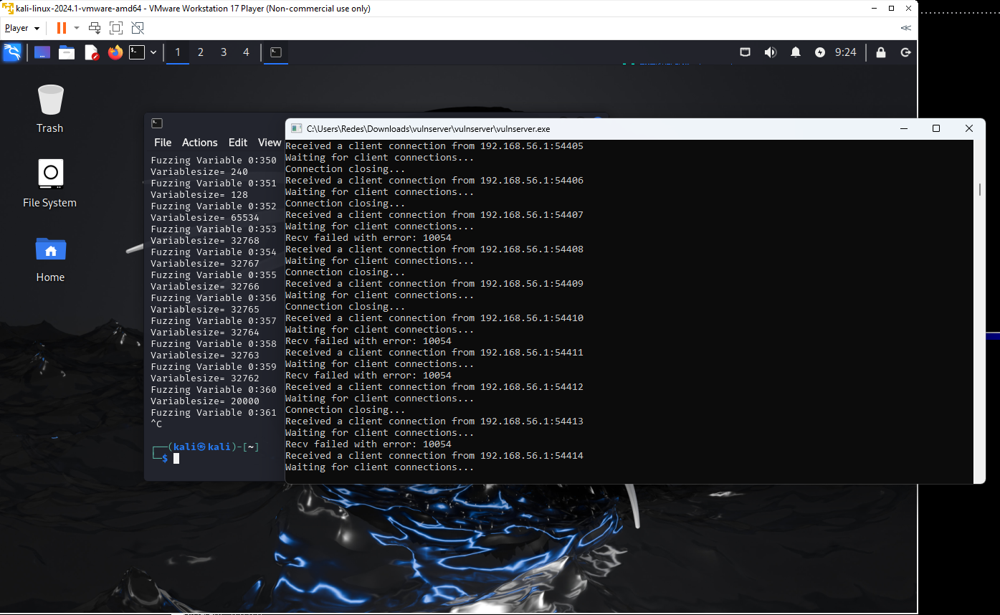 kali-linux-2024.1-vmware-amd64 - VMware Workstation 17 Player (Non-commercial use only)
Player
1 2 3 4
9:24
Trash
File System
Home
File Actions Edit View
Fuzzing Variable 0:350
Variablesize= 240
Fuzzing Variable 0:351
Variablesize= 128
Fuzzing Variable 0:352
Variablesize= 65534
Fuzzing Variable 0:353
Variablesize= 32768
Fuzzing Variable 0:354
Variablesize= 32767
Fuzzing Variable 0:355
Variablesize= 32766
Fuzzing Variable 0:356
Variablesize= 32765
Fuzzing Variable 0:357
Variablesize= 32764
Fuzzing Variable 0:358
Variablesize= 32763
Fuzzing Variable 0:359
Variablesize= 32762
Fuzzing Variable 0:360
Variablesize= 20000
Fuzzing Variable 0:361
^C
┌──(kali㉿kali)-[~]
└─$
C:\Users\Redes\Downloads\vulnserver\vulnserver\vulnserver.exe
Received a client connection from 192.168.56.1:54405
Waiting for client connections...
Connection closing...
Received a client connection from 192.168.56.1:54406
Waiting for client connections...
Connection closing...
Received a client connection from 192.168.56.1:54407
Waiting for client connections...
Recv failed with error: 10054
Received a client connection from 192.168.56.1:54408
Waiting for client connections...
Connection closing...
Received a client connection from 192.168.56.1:54409
Waiting for client connections...
Connection closing...
Received a client connection from 192.168.56.1:54410
Waiting for client connections...
Recv failed with error: 10054
Received a client connection from 192.168.56.1:54411
Waiting for client connections...
Recv failed with error: 10054
Received a client connection from 192.168.56.1:54412
Waiting for client connections...
Connection closing...
Received a client connection from 192.168.56.1:54413
Waiting for client connections...
Recv failed with error: 10054
Received a client connection from 192.168.56.1:54414
Waiting for client connections...